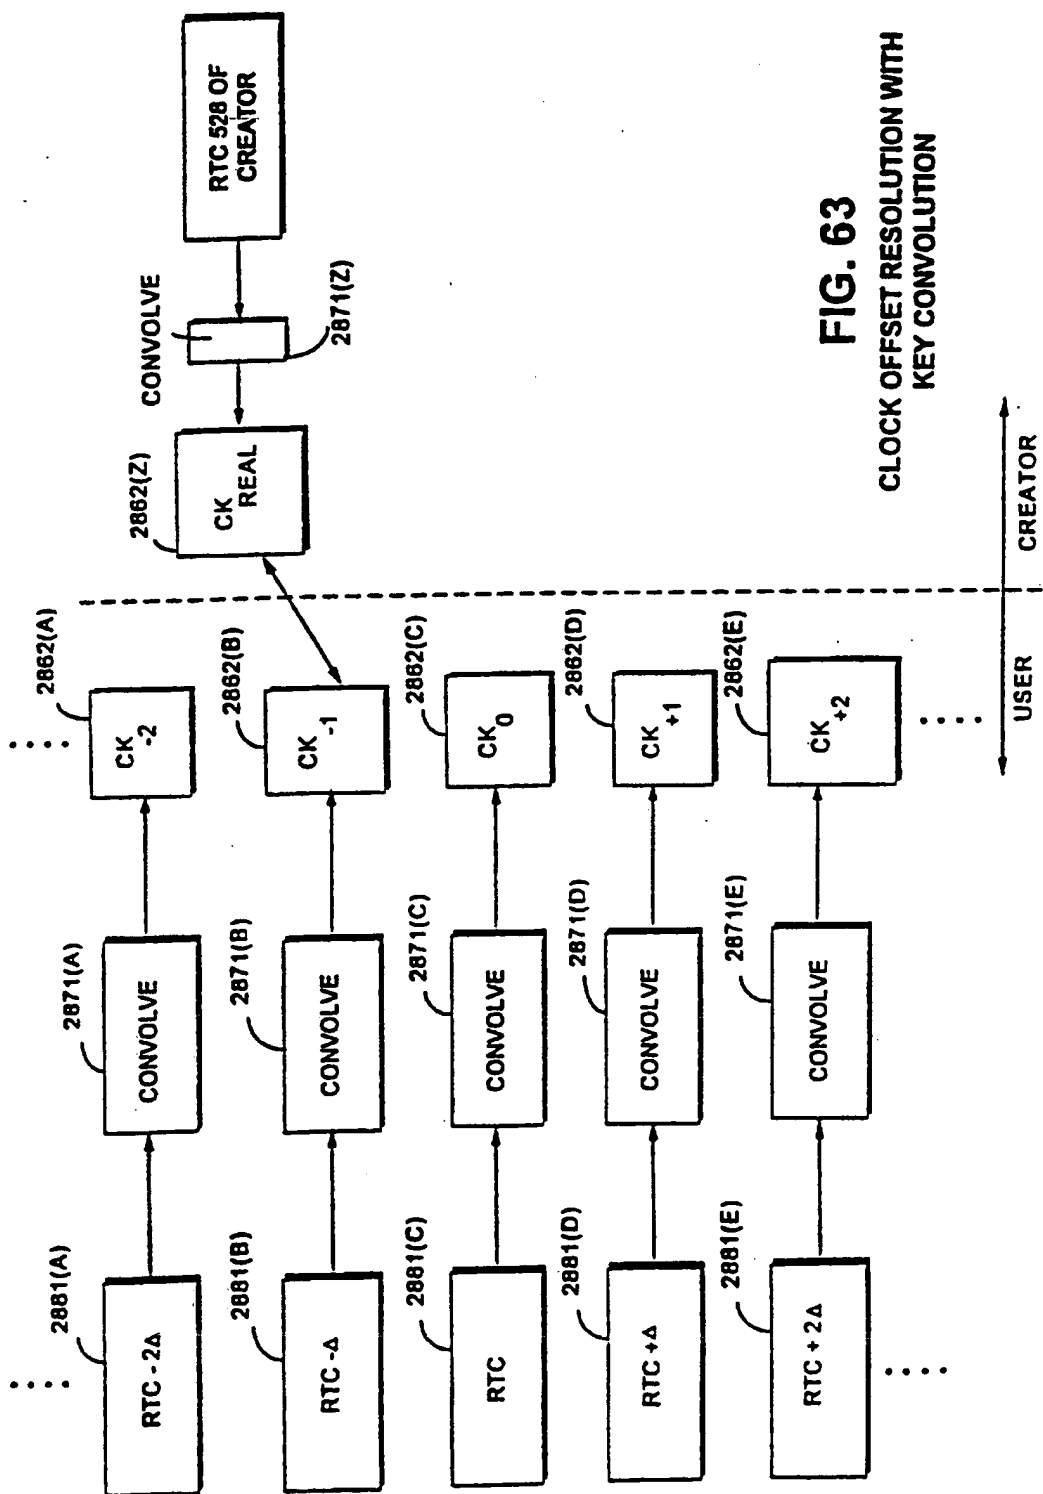 RTC - 2Δ
2881(A)
CONVOLVE
2871(A)
CK -2
2862(A)
RTC -Δ
2881(B)
CONVOLVE
2871(B)
CK -1
2862(B)
RTC
2881(C)
CONVOLVE
2871(C)
CK 0
2862(C)
RTC +Δ
2881(D)
CONVOLVE
2871(D)
CK +1
2862(D)
RTC + 2Δ
2881(E)
CONVOLVE
2871(E)
CK +2
2862(E)
2862(Z)
CK REAL
CONVOLVE
2871(Z)
RTC 528 OF
CREATOR
USER
CREATOR
FIG. 63
CLOCK OFFSET RESOLUTION WITH
KEY CONVOLUTION